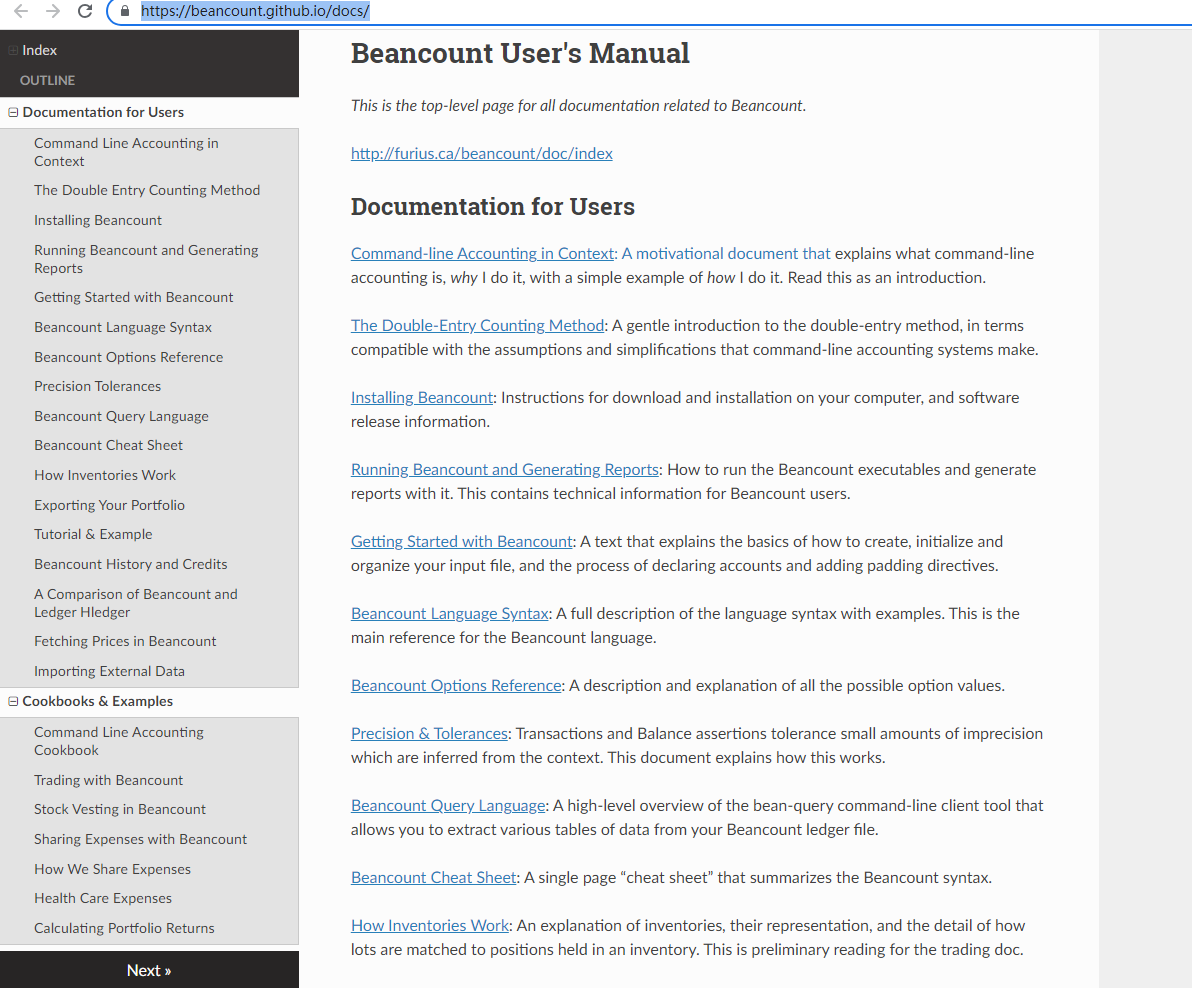 https://beancount.github.io/docs/
Index
OUTLINE
Documentation for Users
Command Line Accounting in
Context
The Double Entry Counting Method
Installing Beancount
Running Beancount and Generating
Reports
Getting Started with Beancount
Beancount Language Syntax
Beancount Options Reference
Precision Tolerances
Beancount Query Language
Beancount Cheat Sheet
How Inventories Work
Exporting Your Portfolio
Tutorial & Example
Beancount History and Credits
A Comparison of Beancount and
Ledger Hledger
Fetching Prices in Beancount
Importing External Data
Cookbooks & Examples
Command Line Accounting
Cookbook
Trading with Beancount
Stock Vesting in Beancount
Sharing Expenses with Beancount
How We Share Expenses
Health Care Expenses
Calculating Portfolio Returns
Next »
Beancount User's Manual
This is the top-level page for all documentation related to Beancount.
http://furius.ca/beancount/doc/index
Documentation for Users
Command-line Accounting in Context: A motivational document that explains what command-line
accounting is, why I do it, with a simple example of how I do it. Read this as an introduction.
The Double-Entry Counting Method: A gentle introduction to the double-entry method, in terms
compatible with the assumptions and simplifications that command-line accounting systems make.
Installing Beancount: Instructions for download and installation on your computer, and software
release information.
Running Beancount and Generating Reports: How to run the Beancount executables and generate
reports with it. This contains technical information for Beancount users.
Getting Started with Beancount: A text that explains the basics of how to create, initialize and
organize your input file, and the process of declaring accounts and adding padding directives.
Beancount Language Syntax: A full description of the language syntax with examples. This is the
main reference for the Beancount language.
Beancount Options Reference: A description and explanation of all the possible option values.
Precision & Tolerances: Transactions and Balance assertions tolerance small amounts of imprecision
which are inferred from the context. This document explains how this works.
Beancount Query Language: A high-level overview of the bean-query command-line client tool that
allows you to extract various tables of data from your Beancount ledger file.
Beancount Cheat Sheet: A single page “cheat sheet” that summarizes the Beancount syntax.
How Inventories Work: An explanation of inventories, their representation, and the detail of how
lots are matched to positions held in an inventory. This is preliminary reading for the trading doc.